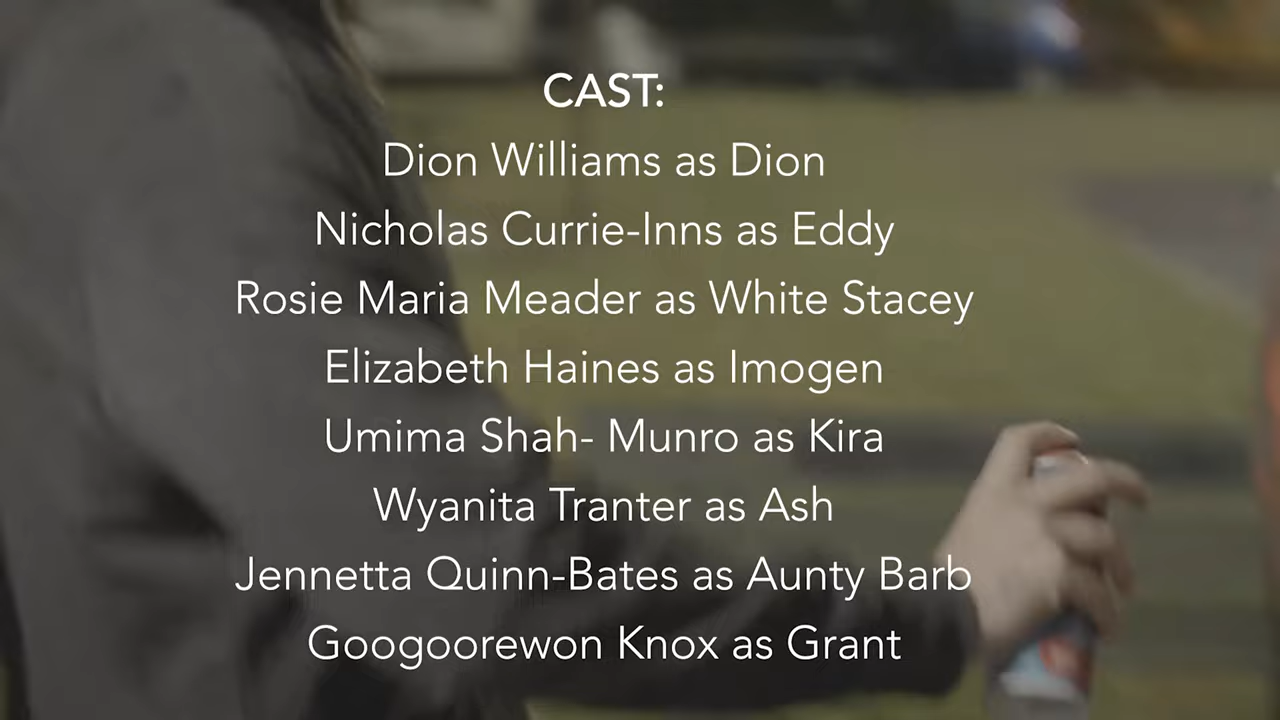 CAST:
Dion Williams as Dion
Nicholas Currie-Inns as Eddy
Rosie Maria Meader as White Stacey
Elizabeth Haines as Imogen
Umima Shah- Munro as Kira
Wyanita Tranter as Ash
Jennetta Quinn-Bates as Aunty Barb
Googoorewon Knox as Grant